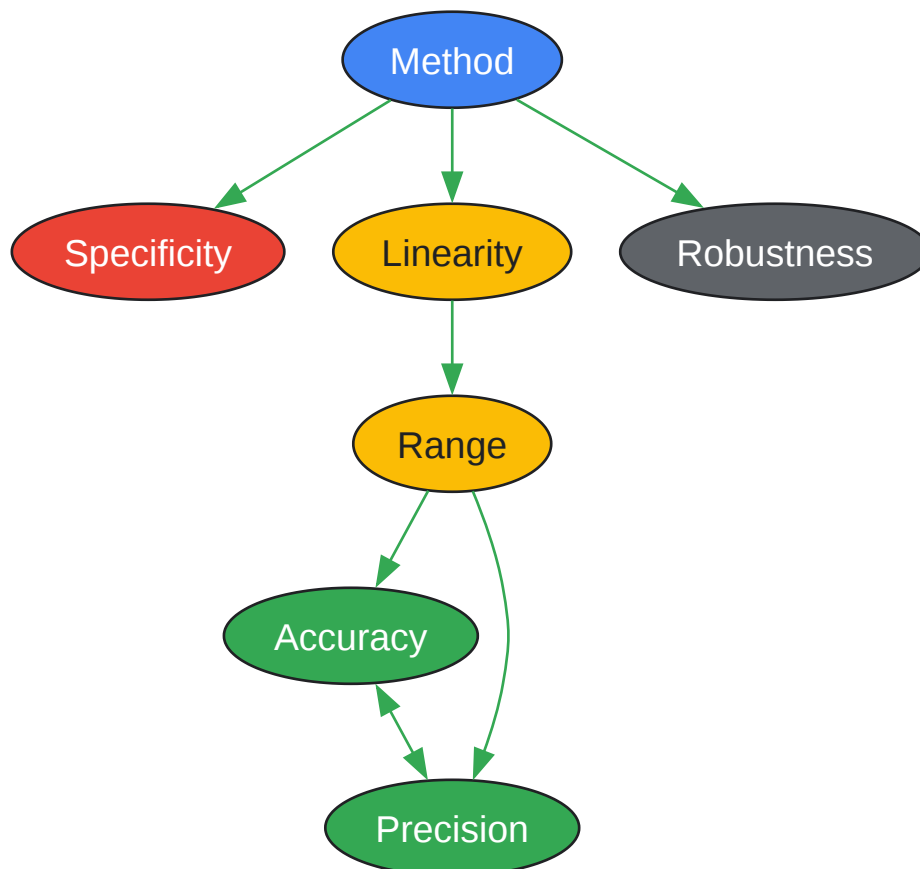 Method
Specificity
Linearity
Robustness
Range
Accuracy
Precision